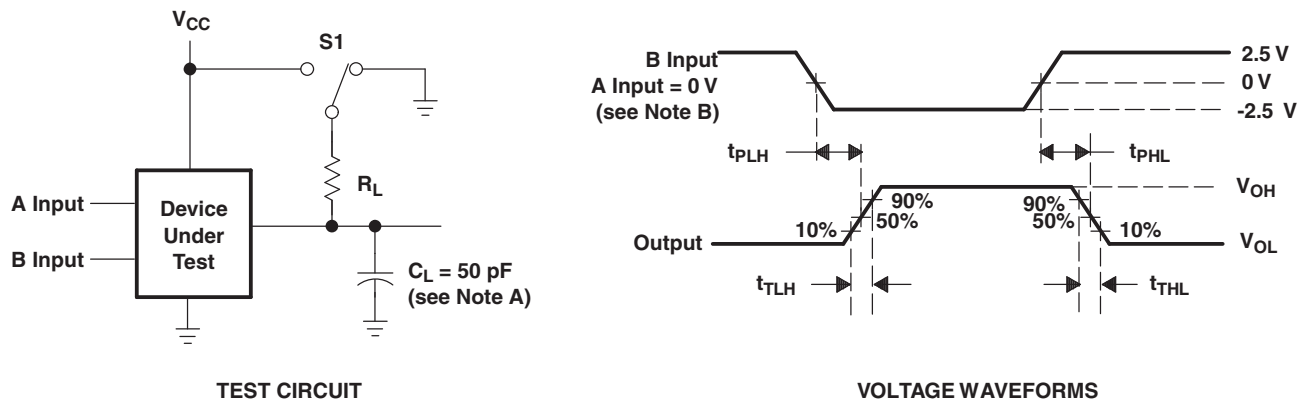 VCC
S1
RL
A Input
B Input
Device
Under
Test
CL = 50 pF
(see Note A)
TEST CIRCUIT
B Input
A Input = 0 V
(see Note B)
2.5 V
0 V
-2.5 V
tPLH
tPHL
Output
10%
90%
50%
90%
50%
10%
VOH
VOL
tTLH
tTHL
VOLTAGE WAVEFORMS